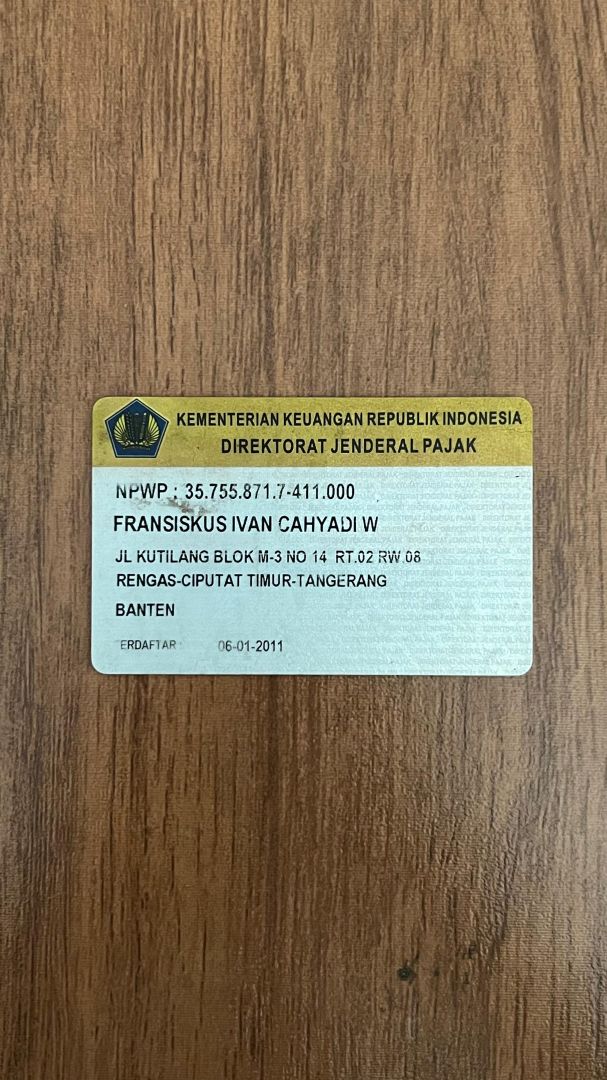 KEMENTERIAN KEUANGAN REPUBLIK INDONESIA
DIREKTORAT JENDERAL PAJAK
NPWP : 35.755.871.7-411.000
FRANSISKUS IVAN CAHYADI W
JL KUTILANG BLOK M-3 NO 14 RT.02 RW.08
RENGAS-CIPUTAT TIMUR-TANGERANG
BANTEN
ERDAFTAR : 06-01-2011